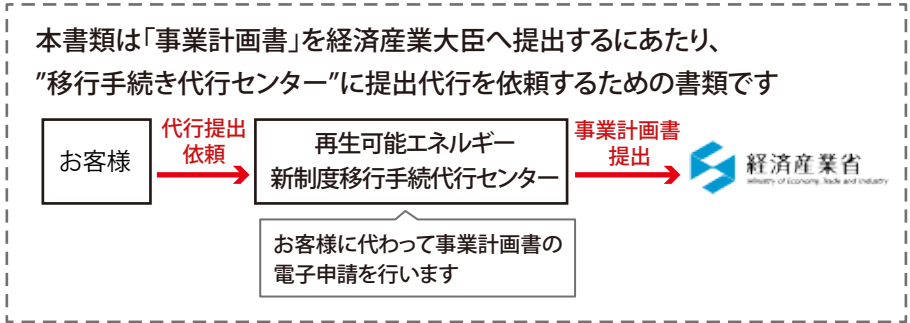 本書類は「事業計画書」を経済産業大臣へ提出するにあたり、
”移行手続き代行センター”に提出代行を依頼するための書類です
お客様
代行提出
依頼
再生可能エネルギー
新制度移行手続代行センター
事業計画書
提出
経済産業省
Ministry of Economy, Trade and Industry
お客様に代わって事業計画書の
電子申請を行います